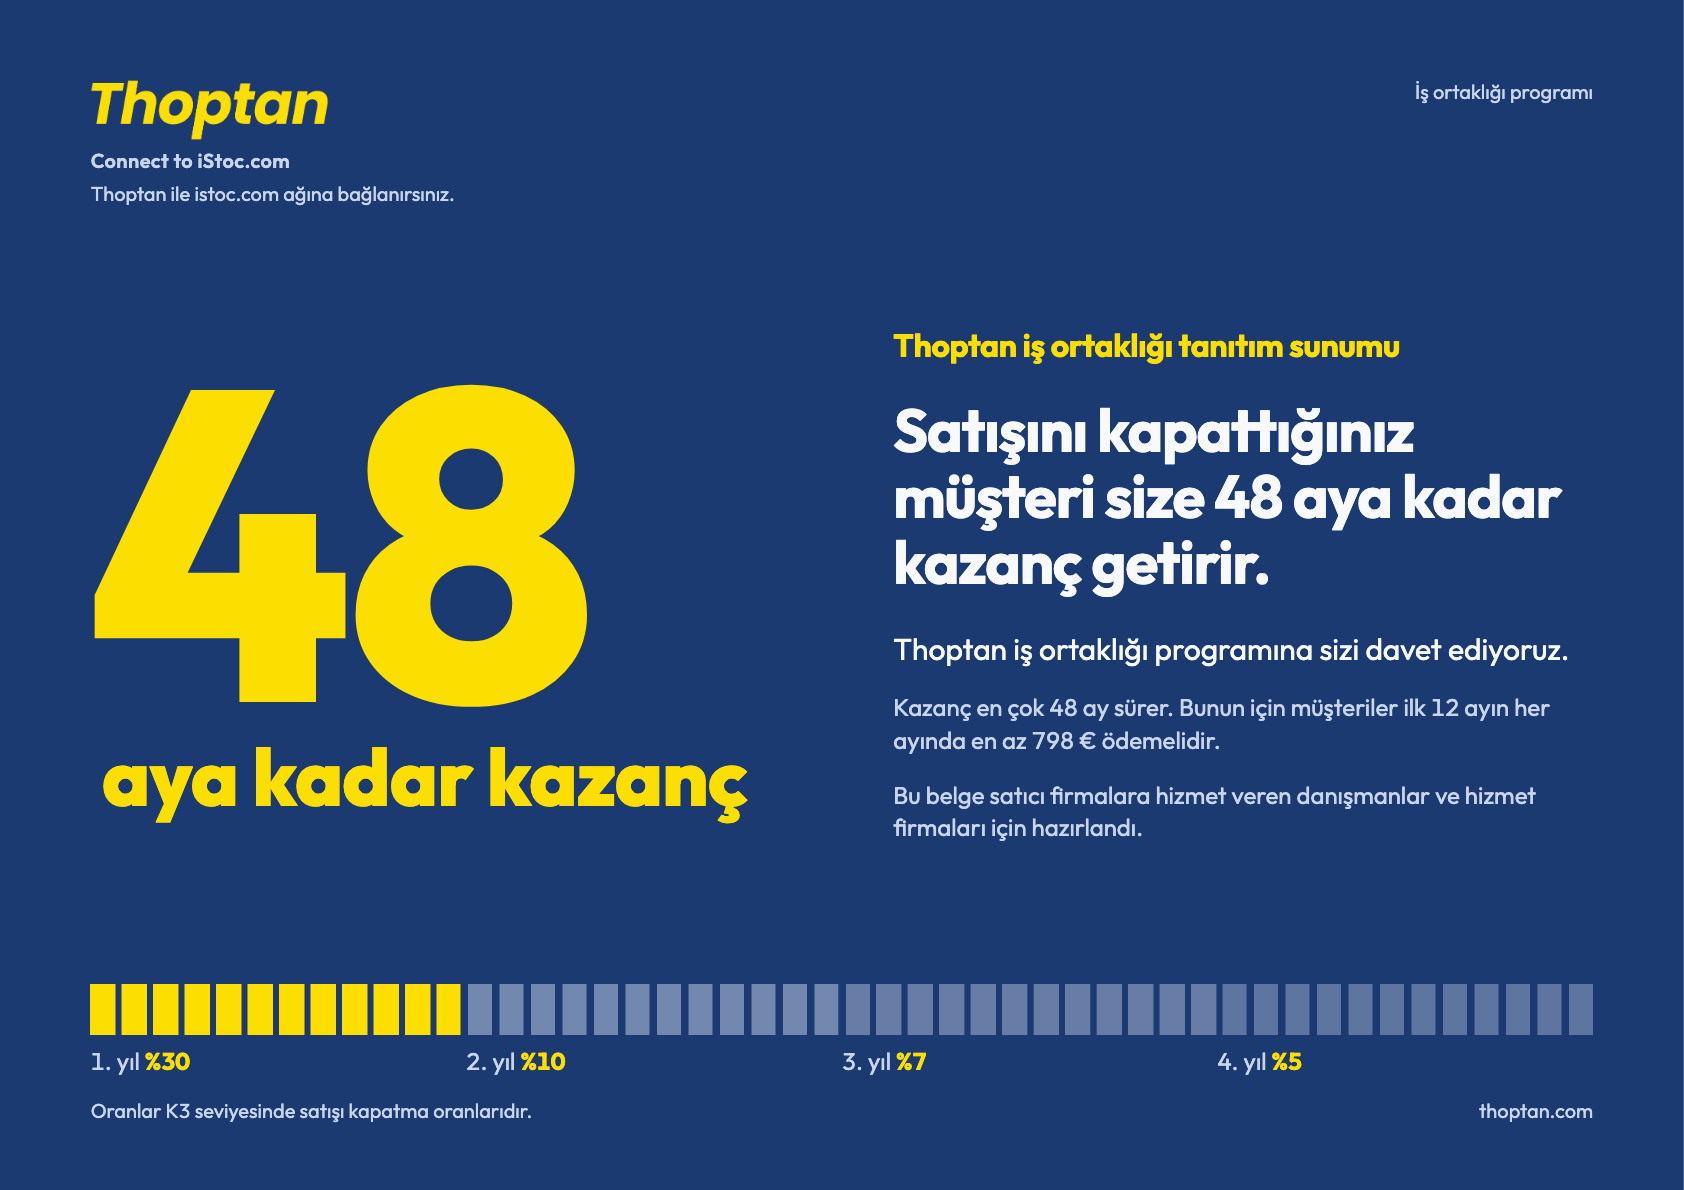 Thoptan
Connect to iStoc.com
Thoptan ile istoc.com ağına bağlanırsınız.
İş ortaklığı programı
48
aya kadar kazanç
Thoptan iş ortaklığı tanıtım sunumu
Satışını kapattığınız
müşteri size 48 aya kadar
kazanç getirir.
Thoptan iş ortaklığı programına sizi davet ediyoruz.
Kazanç en çok 48 ay sürer. Bunun için müşteriler ilk 12 ayın her
ayında en az 798 € ödemelidir.
Bu belge satıcı firmalara hizmet veren danışmanlar ve hizmet
firmaları için hazırlandı.
1. yıl %30
2. yıl %10
3. yıl %7
4. yıl %5
Oranlar K3 seviyesinde satışı kapatma oranlarıdır.
thoptan.com